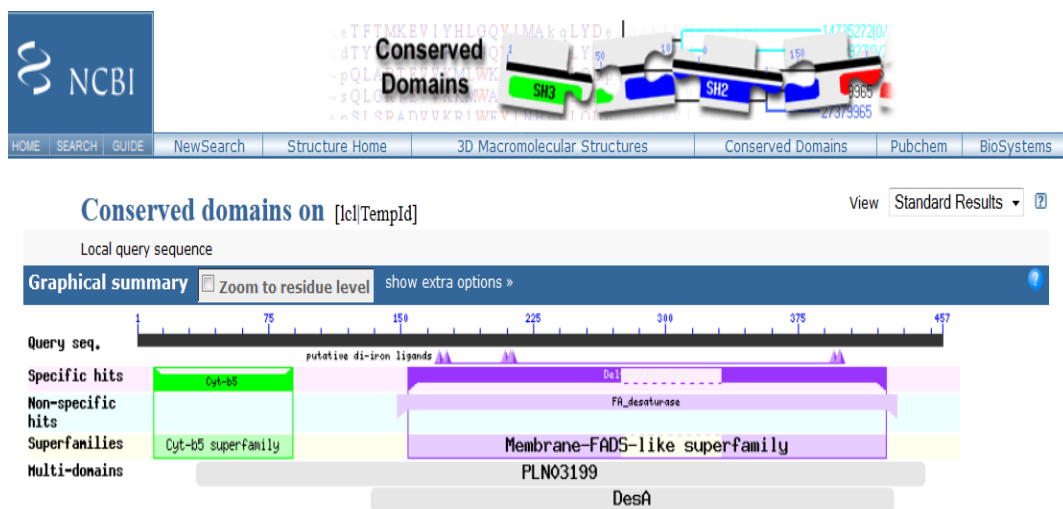 NCBI
Conserved
Domains
SH3
SH2
HOME SEARCH GUIDE NewSearch Structure Home 3D Macromolecular Structures Conserved Domains Pubchem BioSystems
Conserved domains on [lcl|TempId]
View Standard Results
Local query sequence
Graphical summary Zoom to residue level show extra options »
1 75 150 225 300 375 457
Query seq.
putative di-iron ligands
Specific hits Cyt-b5 Del
Non-specific hits FA_desaturase
Superfamilies Cyt-b5 superfamily Membrane-FADS-like superfamily
Multi-domains PLN03199
DesA